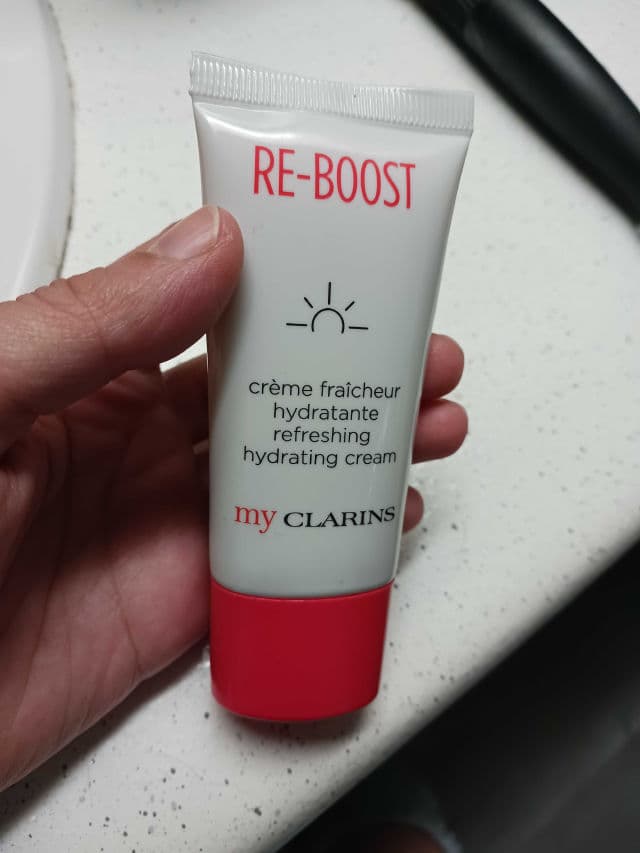 RE-BOOST
crème fraîcheur
hydratante
refreshing
hydrating cream
my CLARINS